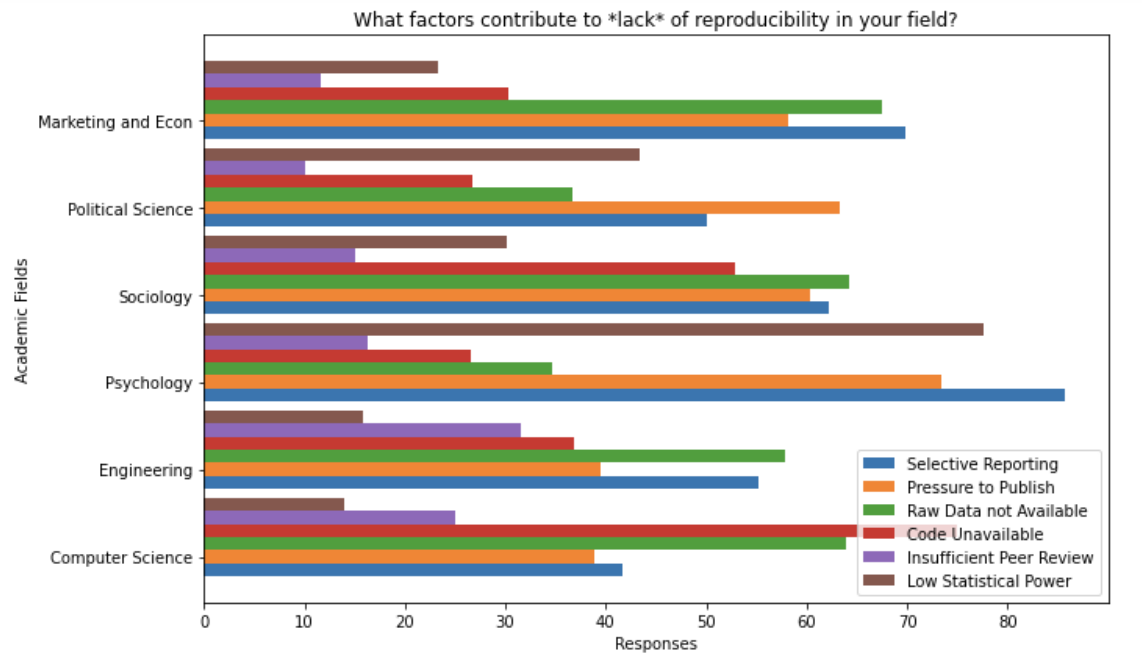 What factors contribute to *lack* of reproducibility in your field?
Academic Fields
Marketing and Econ
Political Science
Sociology
Psychology
Engineering
Computer Science
Selective Reporting
Pressure to Publish
Raw Data not Available
Code Unavailable
Insufficient Peer Review
Low Statistical Power
0 10 20 30 40 50 60 70 80
Responses